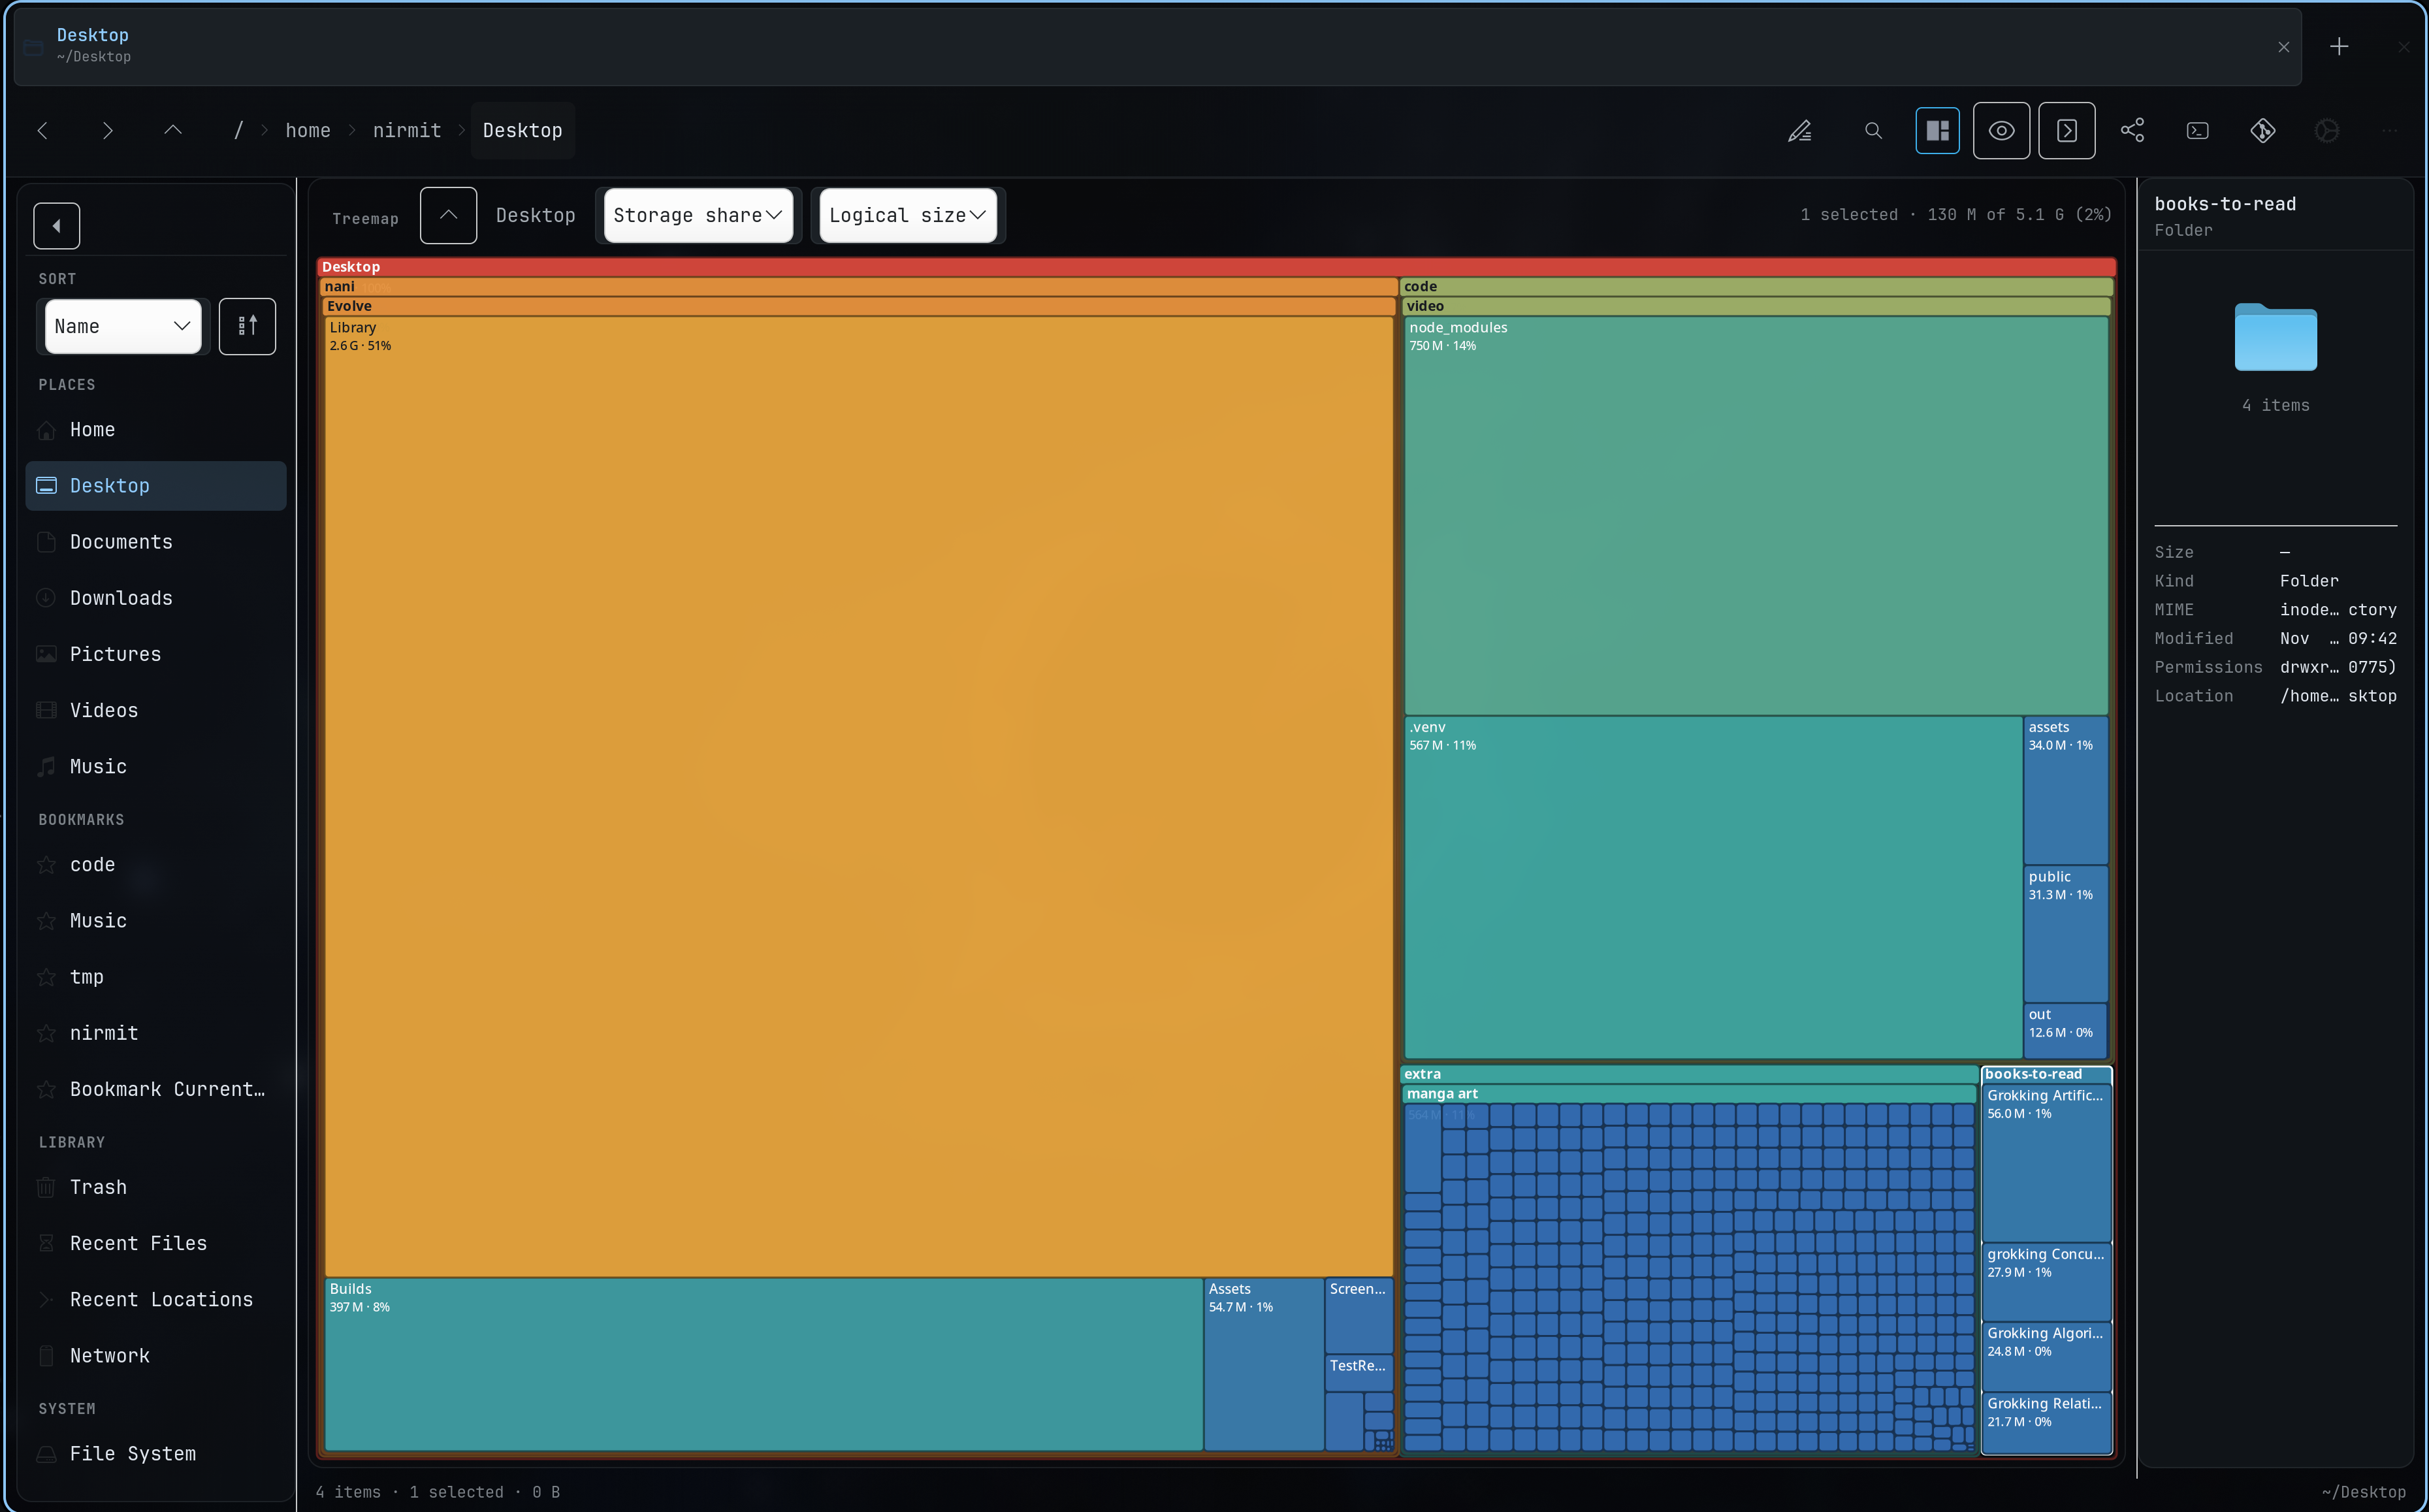 Desktop
~/Desktop
/ home nirmit Desktop
SORT
Name
PLACES
Home
Desktop
Documents
Downloads
Pictures
Videos
Music
BOOKMARKS
code
Music
tmp
nirmit
Bookmark Current…
LIBRARY
Trash
Recent Files
Recent Locations
Network
SYSTEM
File System
Treemap
Desktop
Storage share
Logical size
1 selected · 130 M of 5.1 G (2%)
Desktop
nani
Evolve
Library
2.6 G · 51%
Builds
397 M · 8%
Assets
54.7 M · 1%
Screen…
TestRe…
code
video
node_modules
750 M · 14%
.venv
567 M · 11%
assets
34.0 M · 1%
public
31.3 M · 1%
out
12.6 M · 0%
extra
manga art
564 M · 11%
books-to-read
Grokking Artific…
56.0 M · 1%
grokking Concu…
27.9 M · 1%
Grokking Algori…
24.8 M · 0%
Grokking Relati…
21.7 M · 0%
books-to-read
Folder
4 items
Size —
Kind Folder
MIME inode… ctory
Modified Nov … 09:42
Permissions drwxr… 0775)
Location /home… sktop
4 items · 1 selected · 0 B
~/Desktop